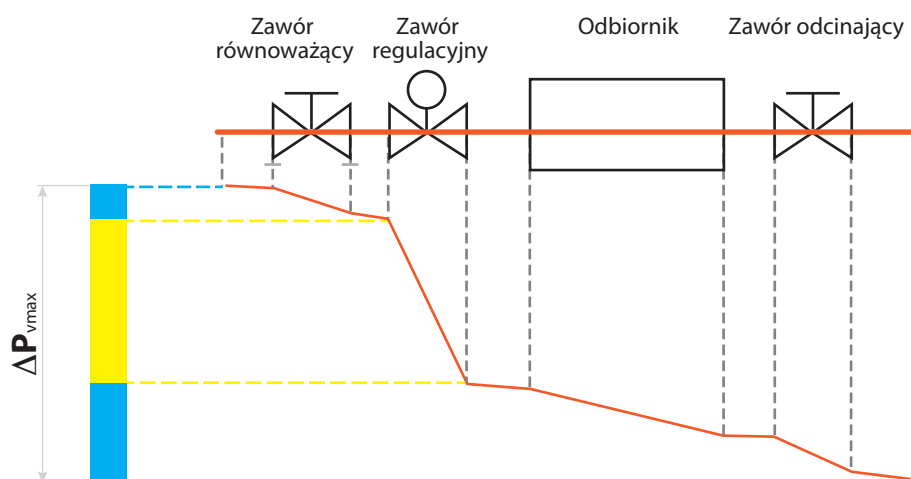 Zawór
równoważący
Zawór
regulacyjny
Odbiornik
Zawór odcinający
ΔPvmax